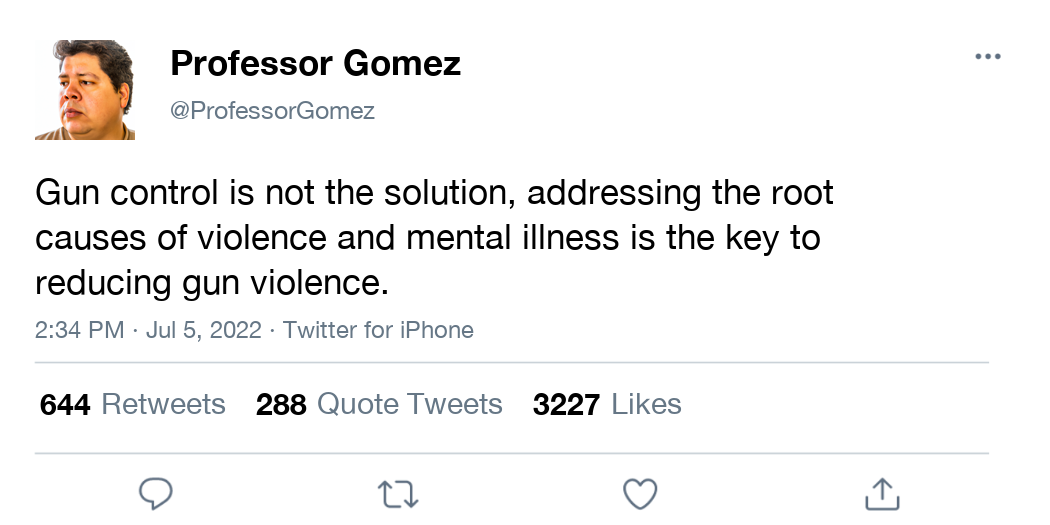 Professor Gomez
@ProfessorGomez
Gun control is not the solution, addressing the root
causes of violence and mental illness is the key to
reducing gun violence.
2:34 PM · Jul 5, 2022 · Twitter for iPhone
644 Retweets 288 Quote Tweets 3227 Likes